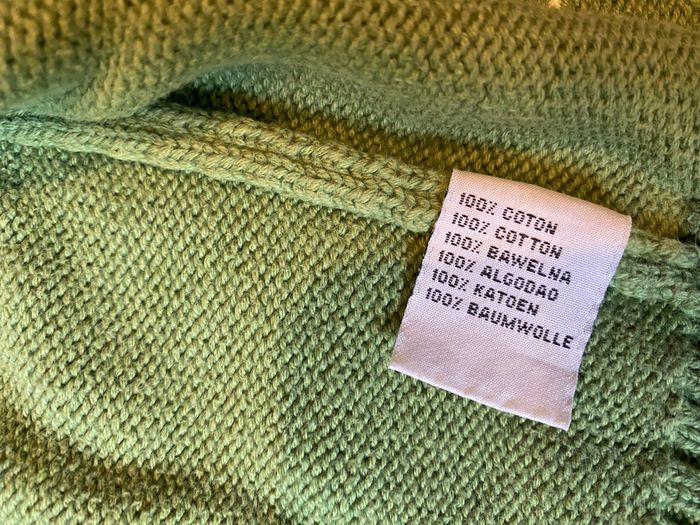 100% COTON
100% COTTON
100% BAWELNA
100% ALGODAO
100% KATOEN
100% BAUMWOLLE